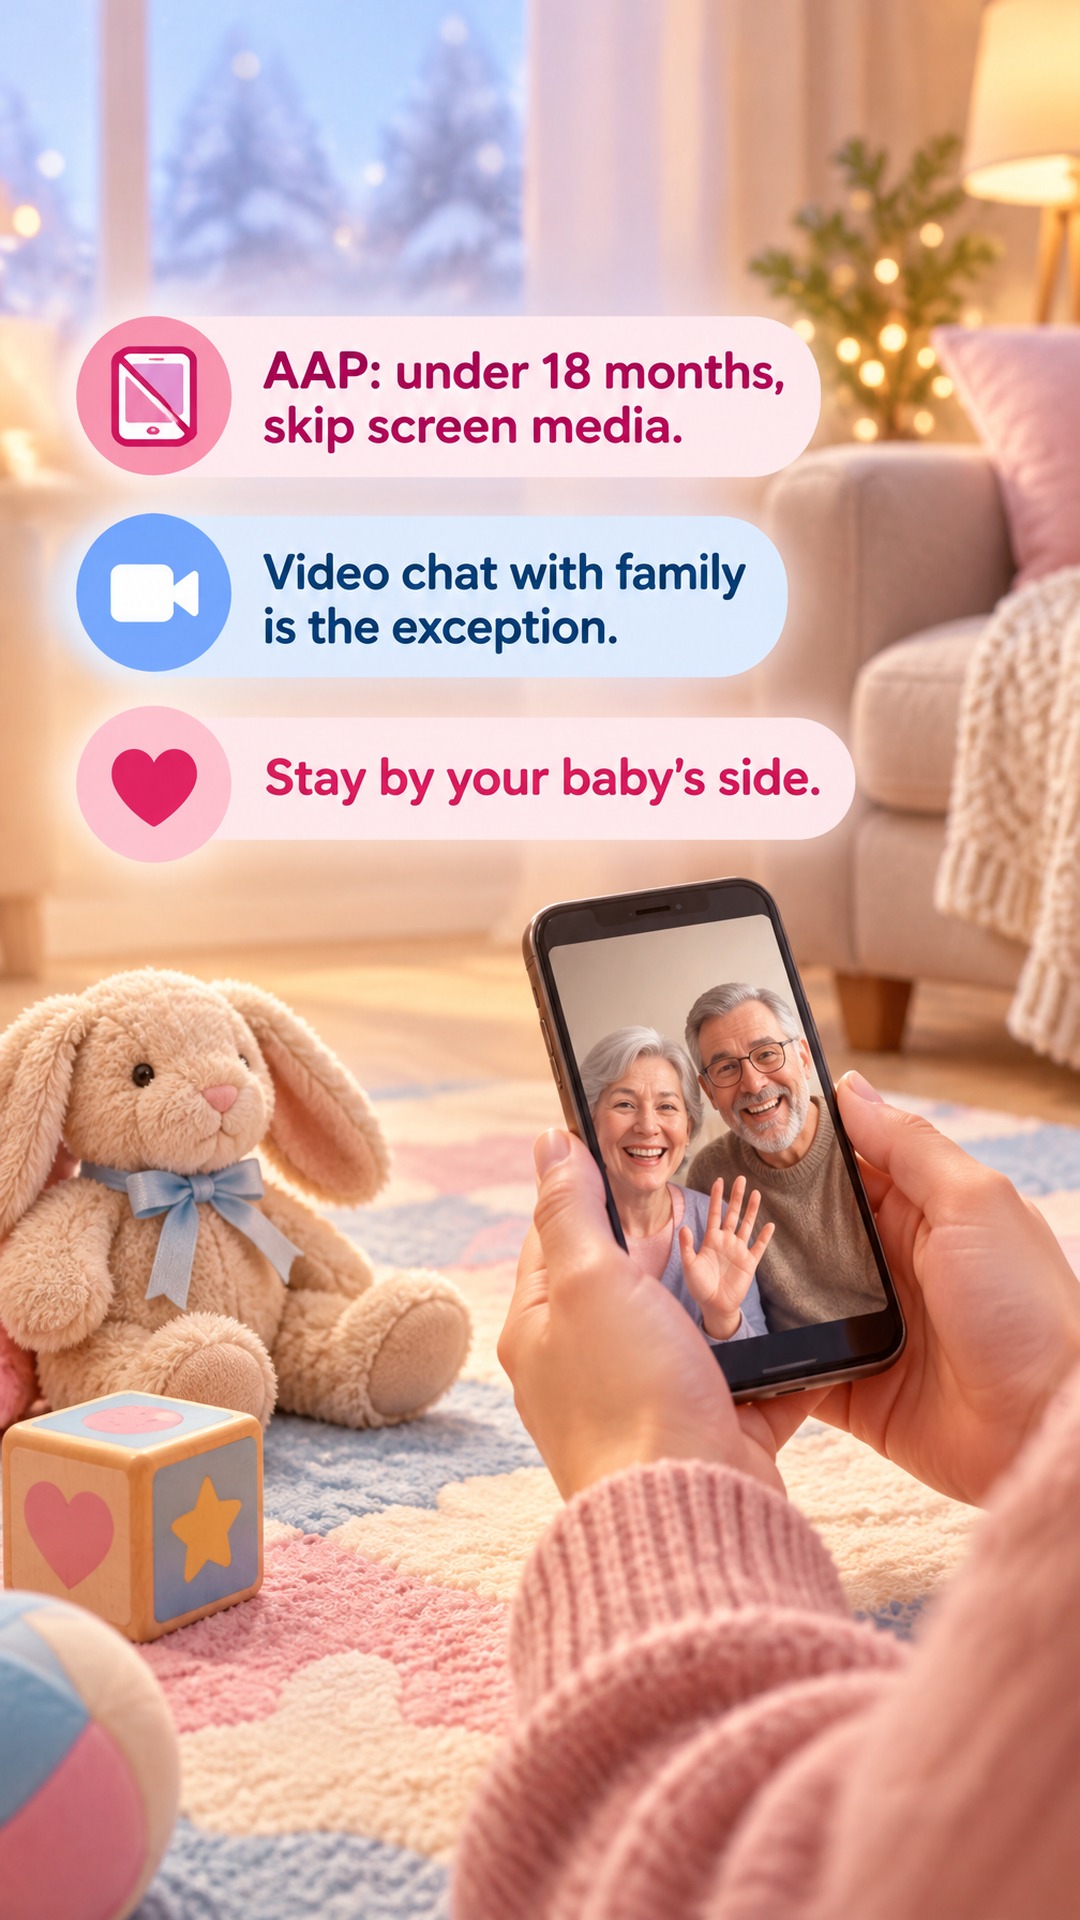 AAP: under 18 months,
skip screen media.
Video chat with family
is the exception.
Stay by your baby’s side.